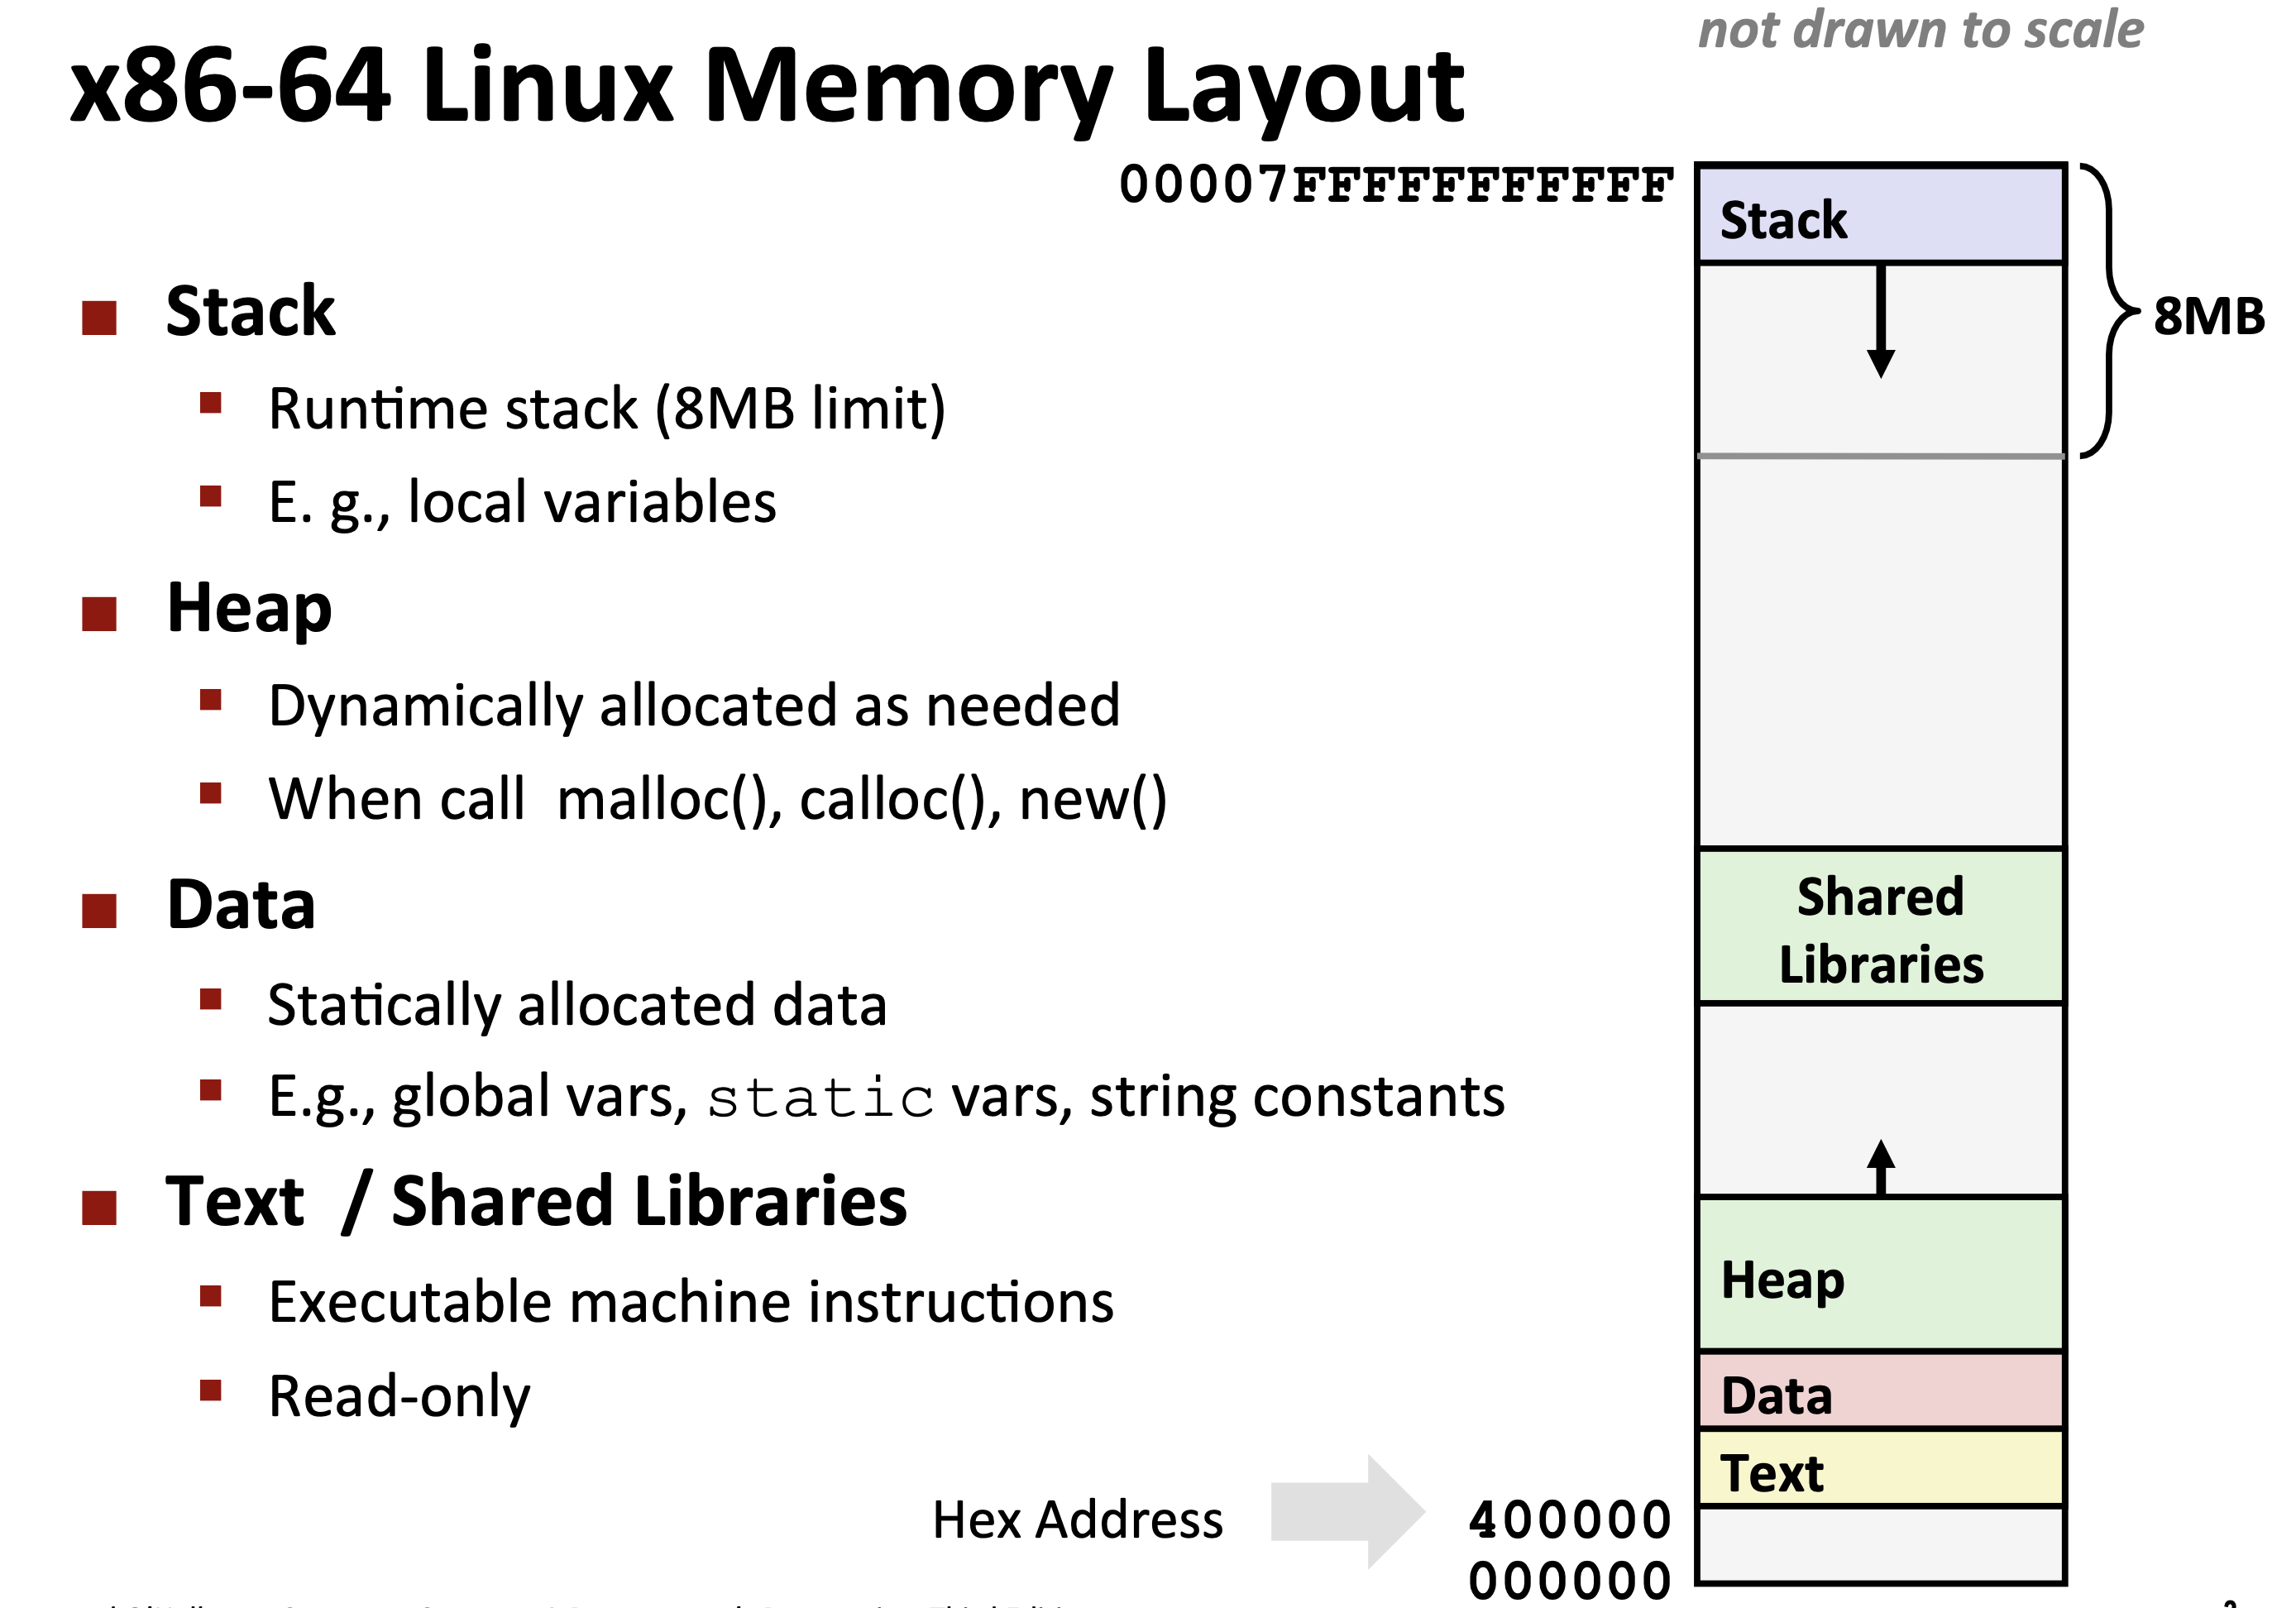 not drawn to scale
x86-64 Linux Memory Layout
00007FFFFFFFFFFF
Stack
8MB
Stack
Runtime stack (8MB limit)
E. g., local variables
Heap
Dynamically allocated as needed
When call  malloc(), calloc(), new()
Data
Statically allocated data
E.g., global vars, static vars, string constants
Text  / Shared Libraries
Executable machine instructions
Read-only
Shared
Libraries
Heap
Data
Text
Hex Address
400000
000000